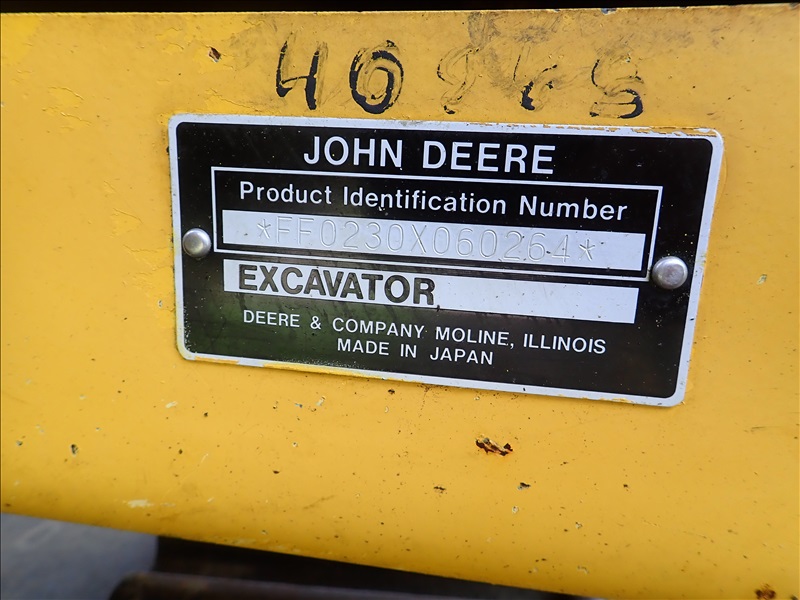 JOHN DEERE
Product Identification Number
*FF0230X060264*
EXCAVATOR
DEERE & COMPANY MOLINE, ILLINOIS
MADE IN JAPAN